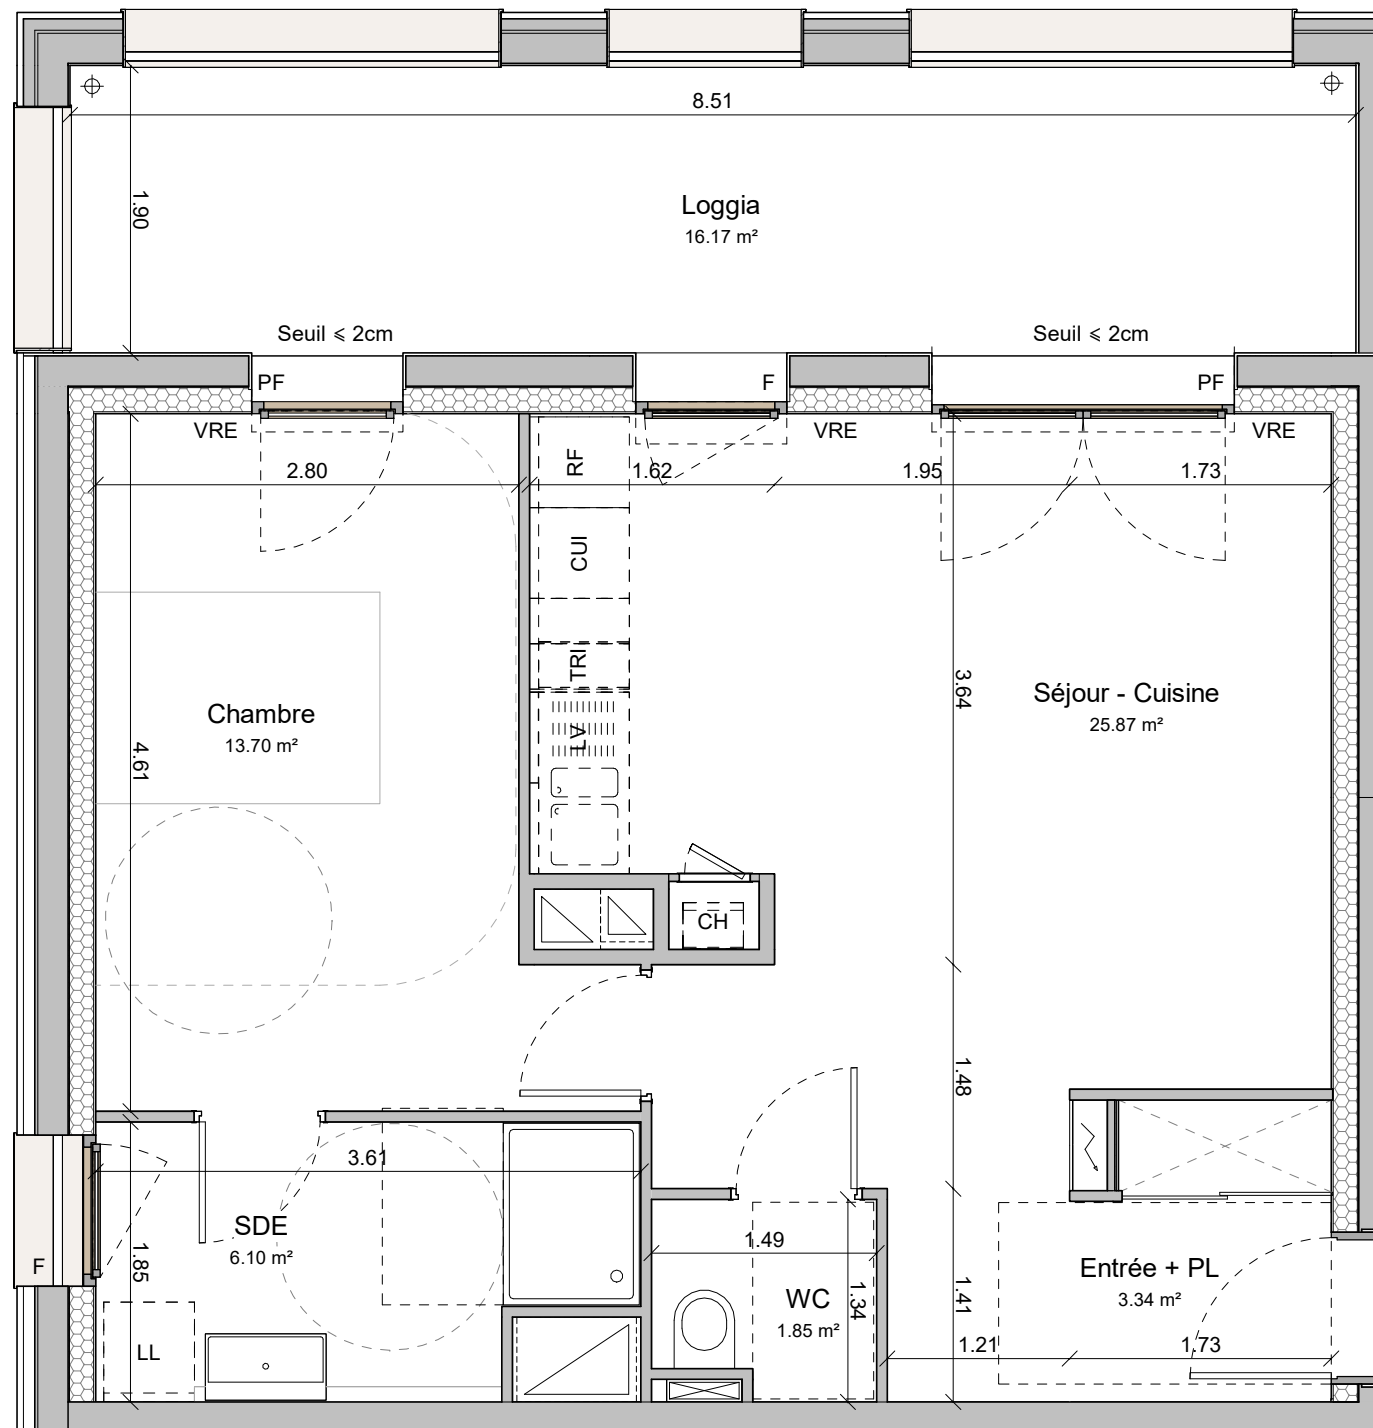 8.51
1.90
Loggia
16.17 m²
Seuil ⩽ 2cm
Seuil ⩽ 2cm
PF
F
PF
VRE
VRE
VRE
2.80
RF
1.62
1.95
1.73
CUI
TRI
LV
3.64
Séjour - Cuisine
25.87 m²
Chambre
13.70 m²
4.61
CH
1.48
3.61
SDE
6.10 m²
1.85
F
LL
1.49
WC
1.85 m²
1.34
1.41
Entrée + PL
3.34 m²
1.21
1.73